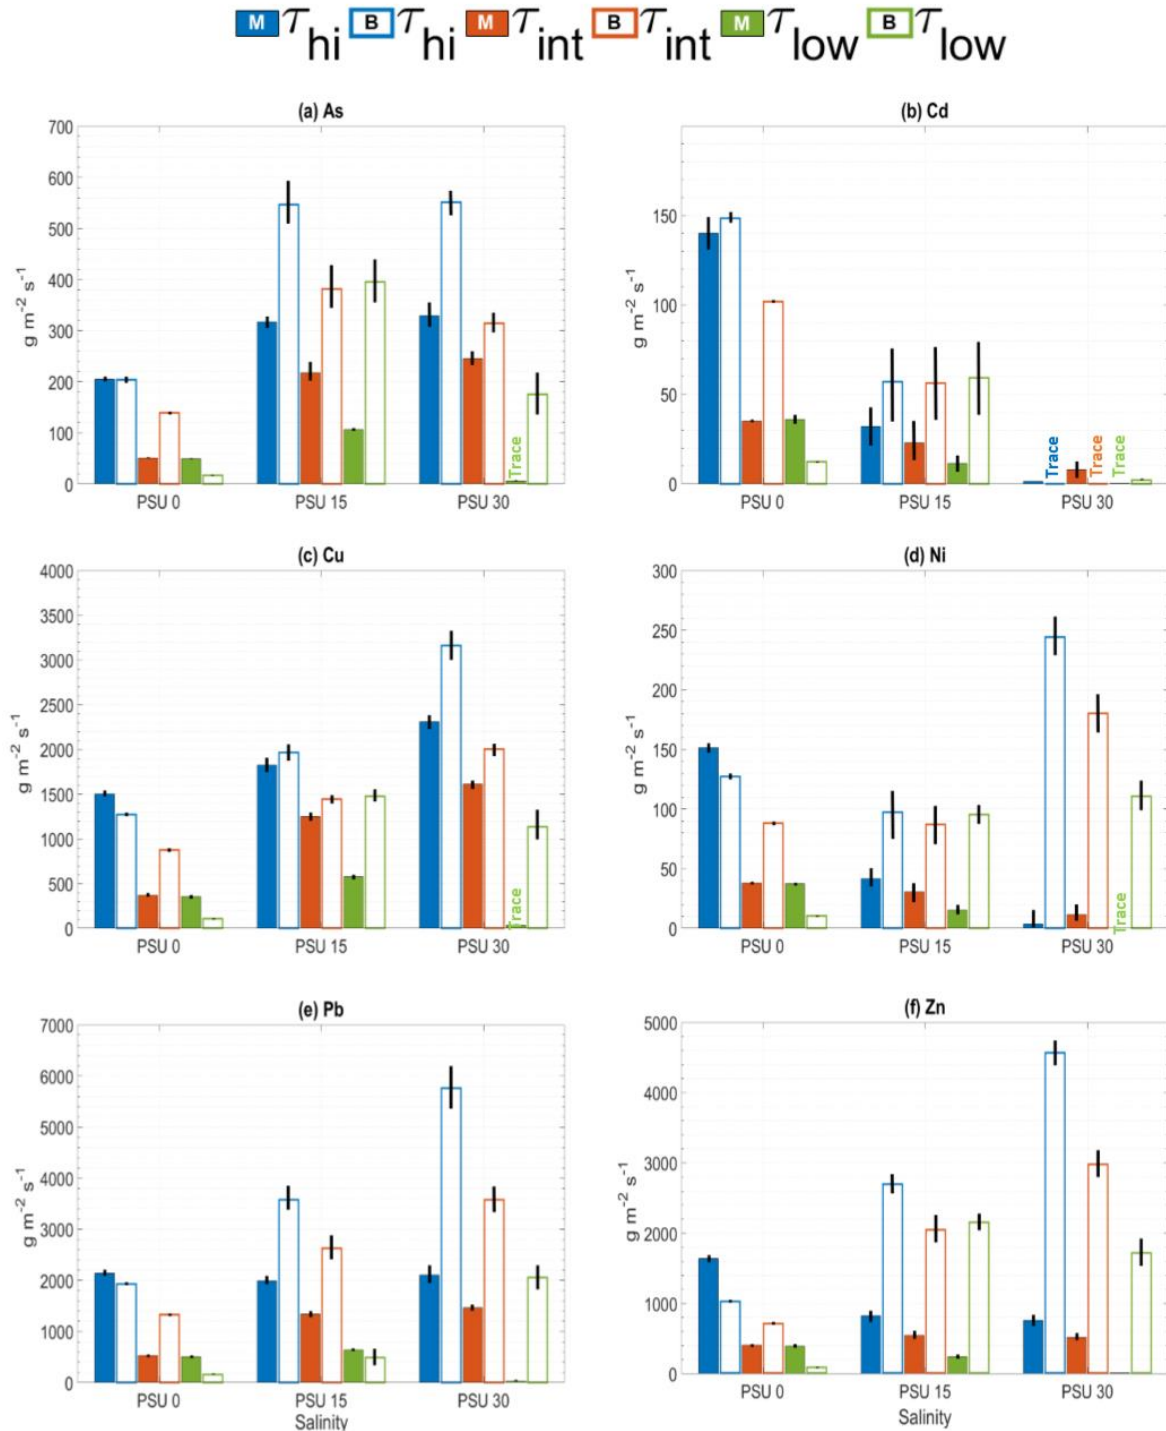 M τhi B τhi M τint B τint M τlow B τlow
(a) As
700
600
500
400
300
200
100
0
g m-2 s-1
Trace
PSU 0 PSU 15 PSU 30
(b) Cd
150
100
50
0
g m-2 s-1
Trace Trace Trace
PSU 0 PSU 15 PSU 30
(c) Cu
4000
3500
3000
2500
2000
1500
1000
500
0
g m-2 s-1
Trace
PSU 0 PSU 15 PSU 30
(d) Ni
300
250
200
150
100
50
0
g m-2 s-1
Trace
PSU 0 PSU 15 PSU 30
(e) Pb
7000
6000
5000
4000
3000
2000
1000
0
g m-2 s-1
PSU 0 PSU 15 PSU 30
Salinity
(f) Zn
5000
4000
3000
2000
1000
0
g m-2 s-1
PSU 0 PSU 15 PSU 30
Salinity